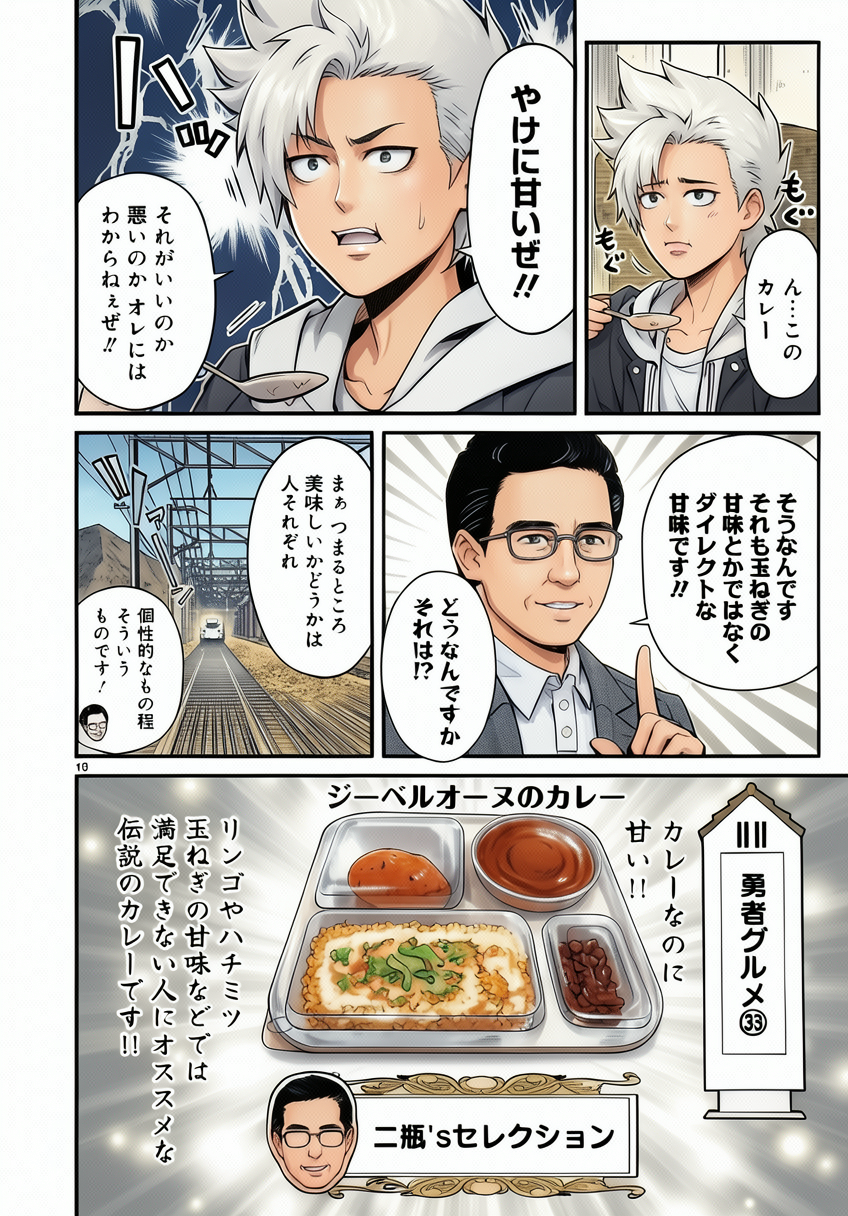 ん…この
カレー
もぐ
もぐ
やけに甘いぜ!!
それがいいのか
悪いのか オレには
わからねぇぜ!!
そうなんです
それも玉ねぎの
甘味とかではなく
ダイレクトな
甘味です!!
どうなんですか
それは!?
まぁ つまるところ
美味しいかどうかは
人それぞれ
個性的なもの程
そういう
ものです!
勇者グルメ㉝
ジーベルオーヌのカレー
カレーなのに
甘い!!
リンゴやハチミツ
玉ねぎの甘味などでは
満足できない人にオススメな
伝説のカレーです!!
二瓶'sセレクション